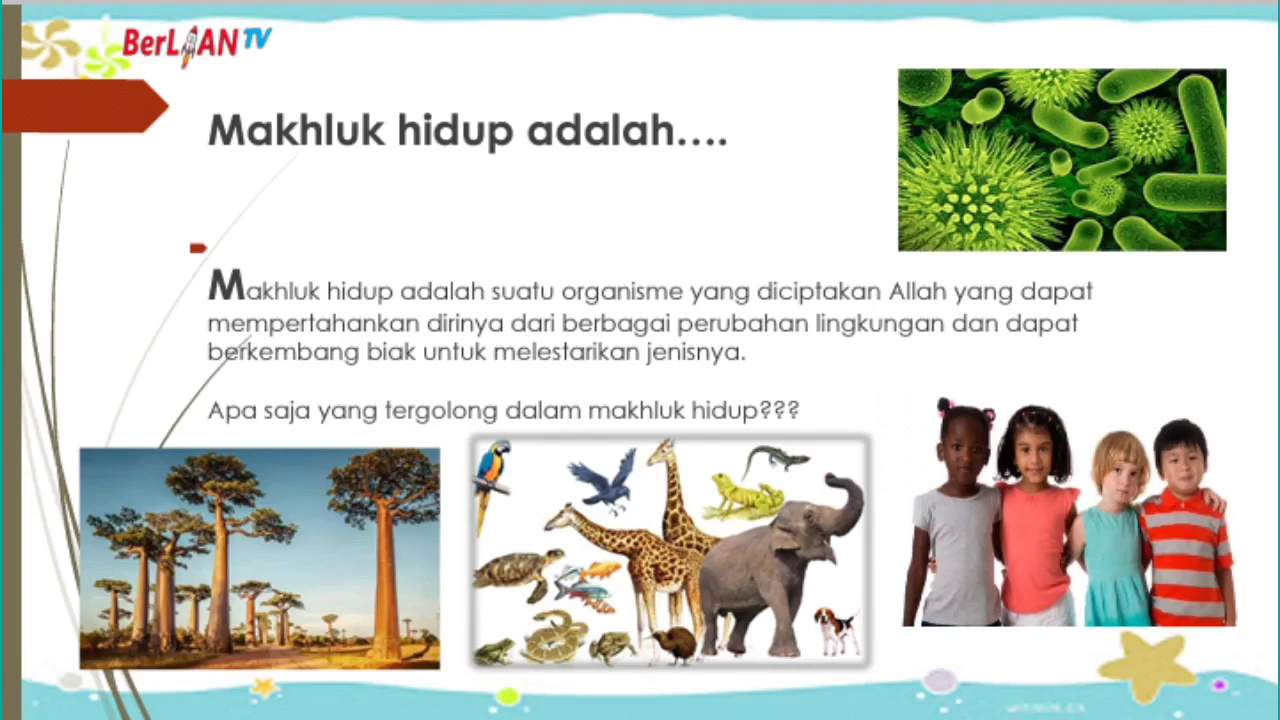 BerLIAN TV
Makhluk hidup adalah....
Makhluk hidup adalah suatu organisme yang diciptakan Allah yang dapat
mempertahankan dirinya dari berbagai perubahan lingkungan dan dapat
berkembang biak untuk melestarikan jenisnya.
Apa saja yang tergolong dalam makhluk hidup???